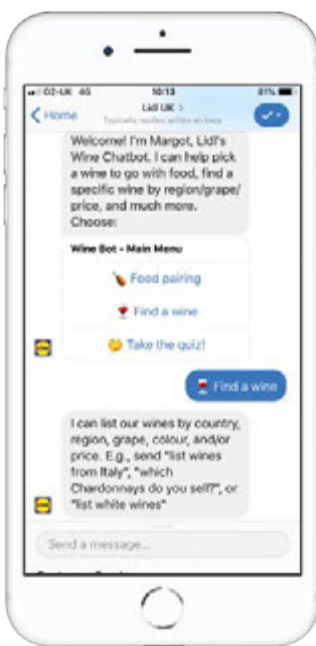 O2-UK 4G 10:13 81%
Home
Lidl UK >
Typically replies within an hour
Welcome! I'm Margot, Lidl's
Wine Chatbot. I can help pick
a wine to go with food, find a
specific wine by region/grape/
price, and much more.
Choose:
Wine Bot - Main Menu
Food pairing
Find a wine
Take the quiz!
Find a wine
I can list our wines by country,
region, grape, colour, and/or
price. E.g., send "list wines
from Italy", "which
Chardonnays do you sell?", or
"list white wines"
Send a message...